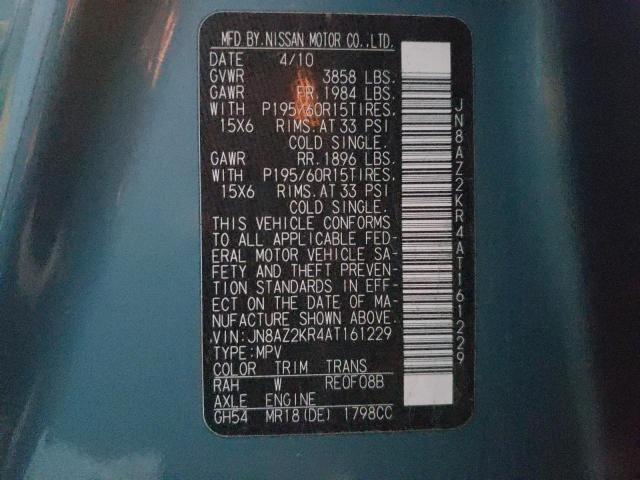 MFD BY.NISSAN MOTOR CO.,LTD.
DATE 4/10
GVWR 3858 LBS.
GAWR FR.1984 LBS.
WITH P195/60R15TIRES.
15X6 RIMS.AT 33 PSI
COLD SINGLE.
GAWR RR.1896 LBS.
WITH P195/60R15TIRES.
15X6 RIMS.AT 33 PSI
COLD SINGLE.
THIS VEHICLE CONFORMS
TO ALL APPLICABLE FED-
ERAL MOTOR VEHICLE SA-
FETY AND THEFT PREVEN-
TION STANDARDS IN EFF-
ECT ON THE DATE OF MA-
NUFACTURE SHOWN ABOVE.
VIN:JN8AZ2KR4AT161229
TYPE:MPV
COLOR TRIM TRANS
RAH W RE0F08B
AXLE ENGINE
GH54 MR18(DE) 1798CC
JN8AZ2KR4AT161229